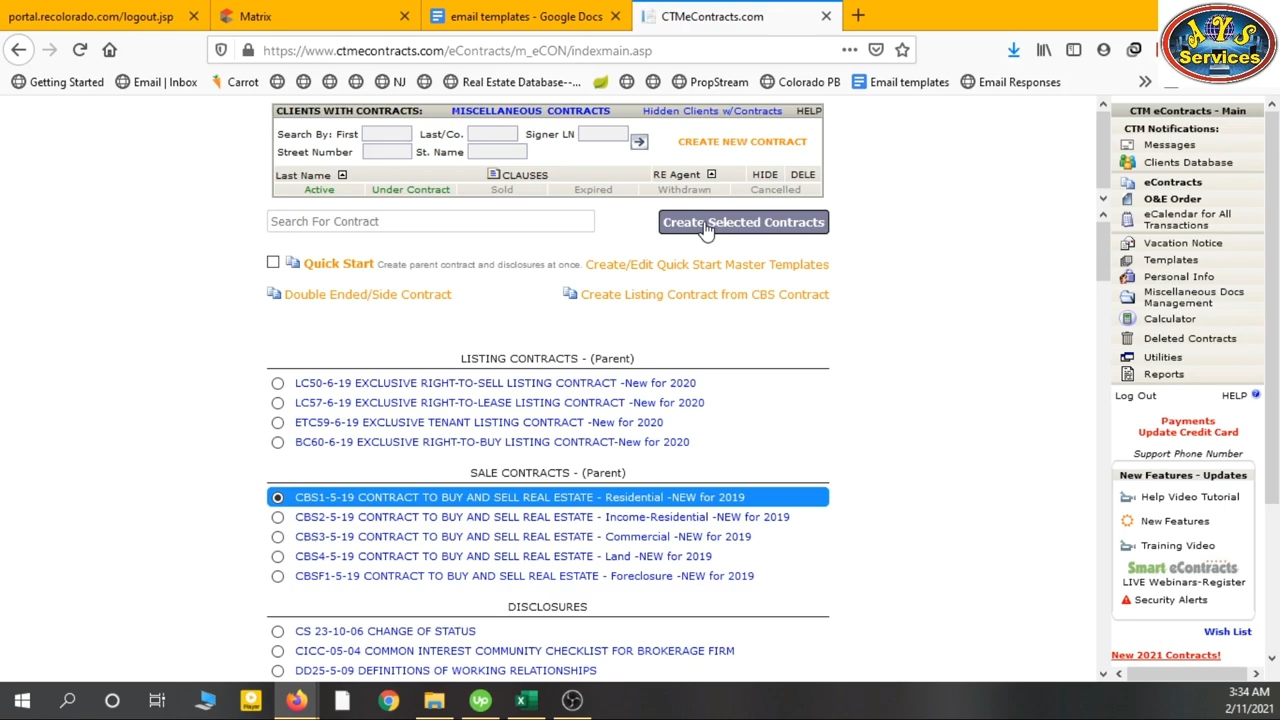 portal.recolorado.com/logout.jsp
Matrix
email templates - Google Docs
CTMeContracts.com
https://www.ctmecontracts.com/eContracts/m_eCON/indexmain.asp
AYS Services
Getting Started
Email | Inbox
Carrot
NJ
Real Estate Database—...
PropStream
Colorado PB
Email templates
Email Responses
CLIENTS WITH CONTRACTS: MISCELLANEOUS CONTRACTS Hidden Clients w/Contracts HELP
Search By: First Last/Co. Signer LN
CREATE NEW CONTRACT
Street Number St. Name
Last Name CLAUSES RE Agent HIDE DELE
Active Under Contract Sold Expired Withdrawn Cancelled
Search For Contract
Create Selected Contracts
Quick Start Create parent contract and disclosures at once. Create/Edit Quick Start Master Templates
Double Ended/Side Contract
Create Listing Contract from CBS Contract
LISTING CONTRACTS - (Parent)
LC50-6-19 EXCLUSIVE RIGHT-TO-SELL LISTING CONTRACT -New for 2020
LC57-6-19 EXCLUSIVE RIGHT-TO-LEASE LISTING CONTRACT -New for 2020
ETC59-6-19 EXCLUSIVE TENANT LISTING CONTRACT -New for 2020
BC60-6-19 EXCLUSIVE RIGHT-TO-BUY LISTING CONTRACT-New for 2020
SALE CONTRACTS - (Parent)
CBS1-5-19 CONTRACT TO BUY AND SELL REAL ESTATE - Residential -NEW for 2019
CBS2-5-19 CONTRACT TO BUY AND SELL REAL ESTATE - Income-Residential -NEW for 2019
CBS3-5-19 CONTRACT TO BUY AND SELL REAL ESTATE - Commercial -NEW for 2019
CBS4-5-19 CONTRACT TO BUY AND SELL REAL ESTATE - Land -NEW for 2019
CBSF1-5-19 CONTRACT TO BUY AND SELL REAL ESTATE - Foreclosure -NEW for 2019
DISCLOSURES
CS 23-10-06 CHANGE OF STATUS
CICC-05-04 COMMON INTEREST COMMUNITY CHECKLIST FOR BROKERAGE FIRM
DD25-5-09 DEFINITIONS OF WORKING RELATIONSHIPS
CTM eContracts - Main
CTM Notifications:
Messages
Clients Database
eContracts
O&E Order
eCalendar for All
Transactions
Vacation Notice
Templates
Personal Info
Miscellaneous Docs
Management
Calculator
Deleted Contracts
Utilities
Reports
Log Out HELP
Payments
Update Credit Card
Support Phone Number
New Features - Updates
Help Video Tutorial
New Features
Training Video
Smart eContracts
LIVE Webinars-Register
Security Alerts
Wish List
New 2021 Contracts!
3:34 AM
2/11/2021